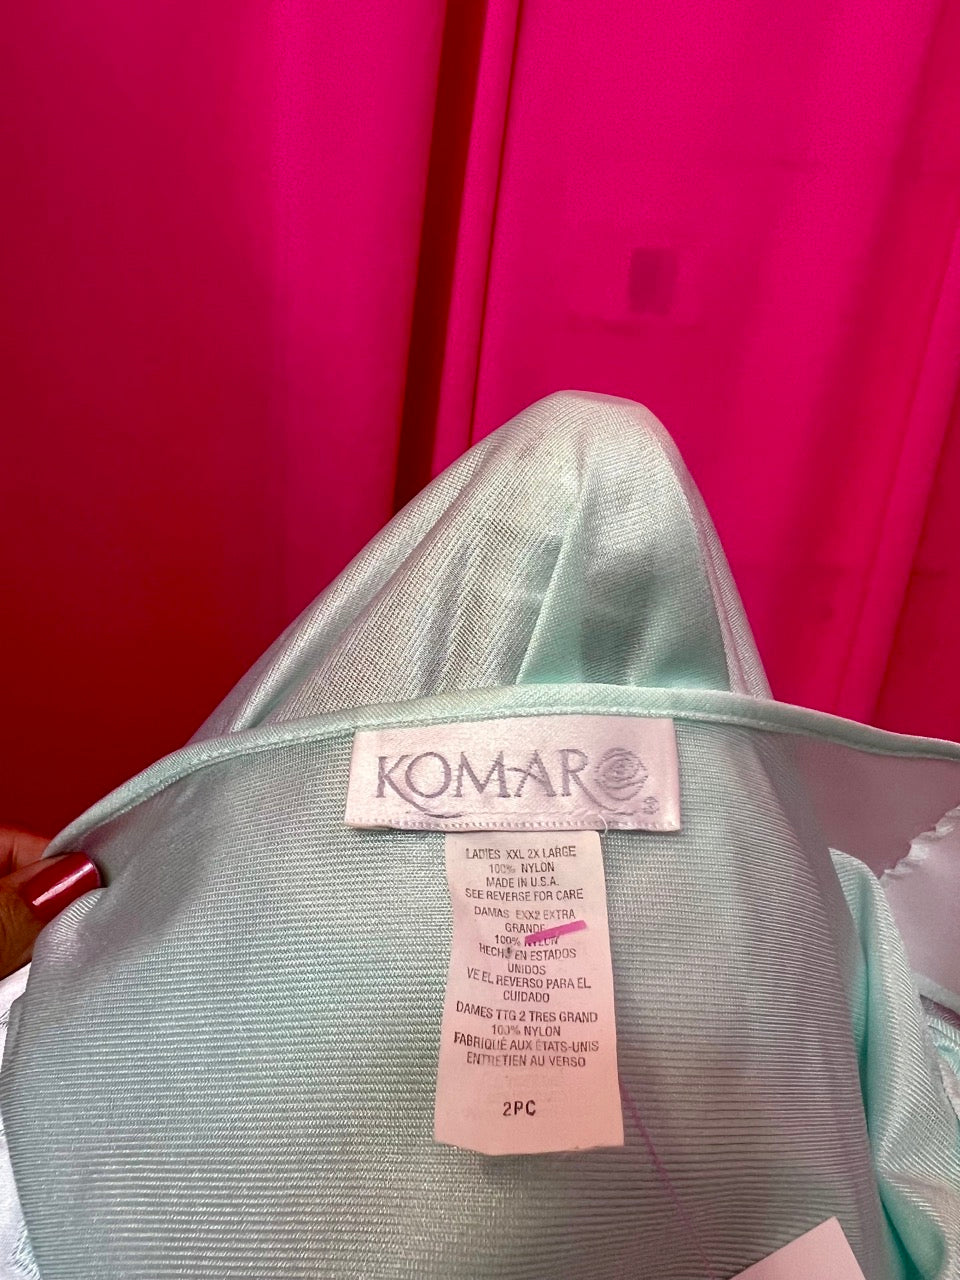 KOMAR
LADIES XXL 2X LARGE
100% NYLON
MADE IN U.S.A.
SEE REVERSE FOR CARE
DAMAS EXX2 EXTRA
GRANDE
100% NYLON
HECHO EN ESTADOS
UNIDOS
VE EL REVERSO PARA EL
CUIDADO
DAMES TTG 2 TRES GRAND
100% NYLON
FABRIQUÉ AUX ÉTATS-UNIS
ENTRETIEN AU VERSO
2PC